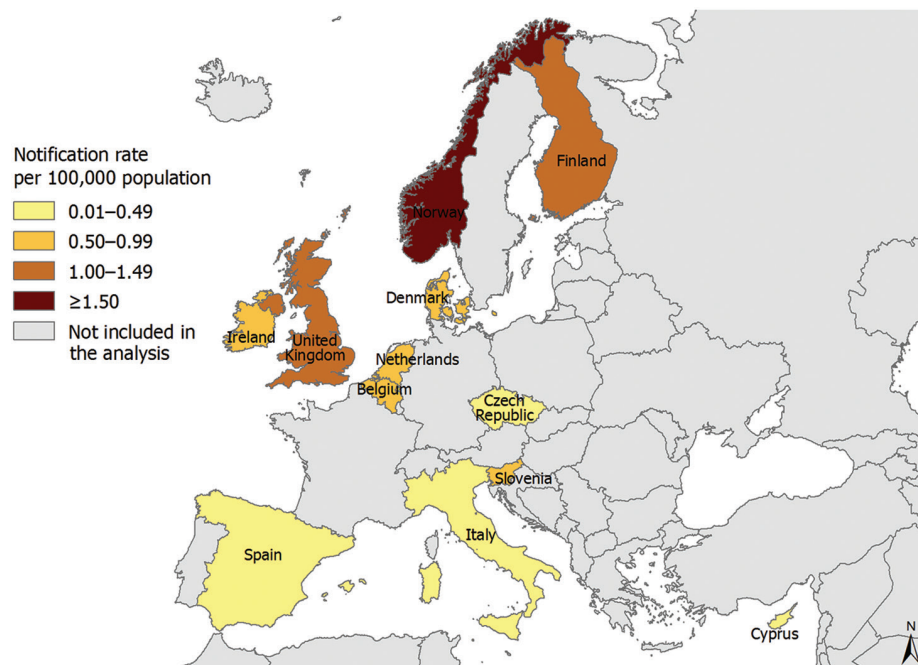 Notification rate
per 100,000 population
0.01–0.49
0.50–0.99
1.00–1.49
≥1.50
Not included in
the analysis
Finland
Norway
Denmark
Ireland
United
Kingdom
Netherlands
Belgium
Czech
Republic
Slovenia
Italy
Spain
Cyprus
N